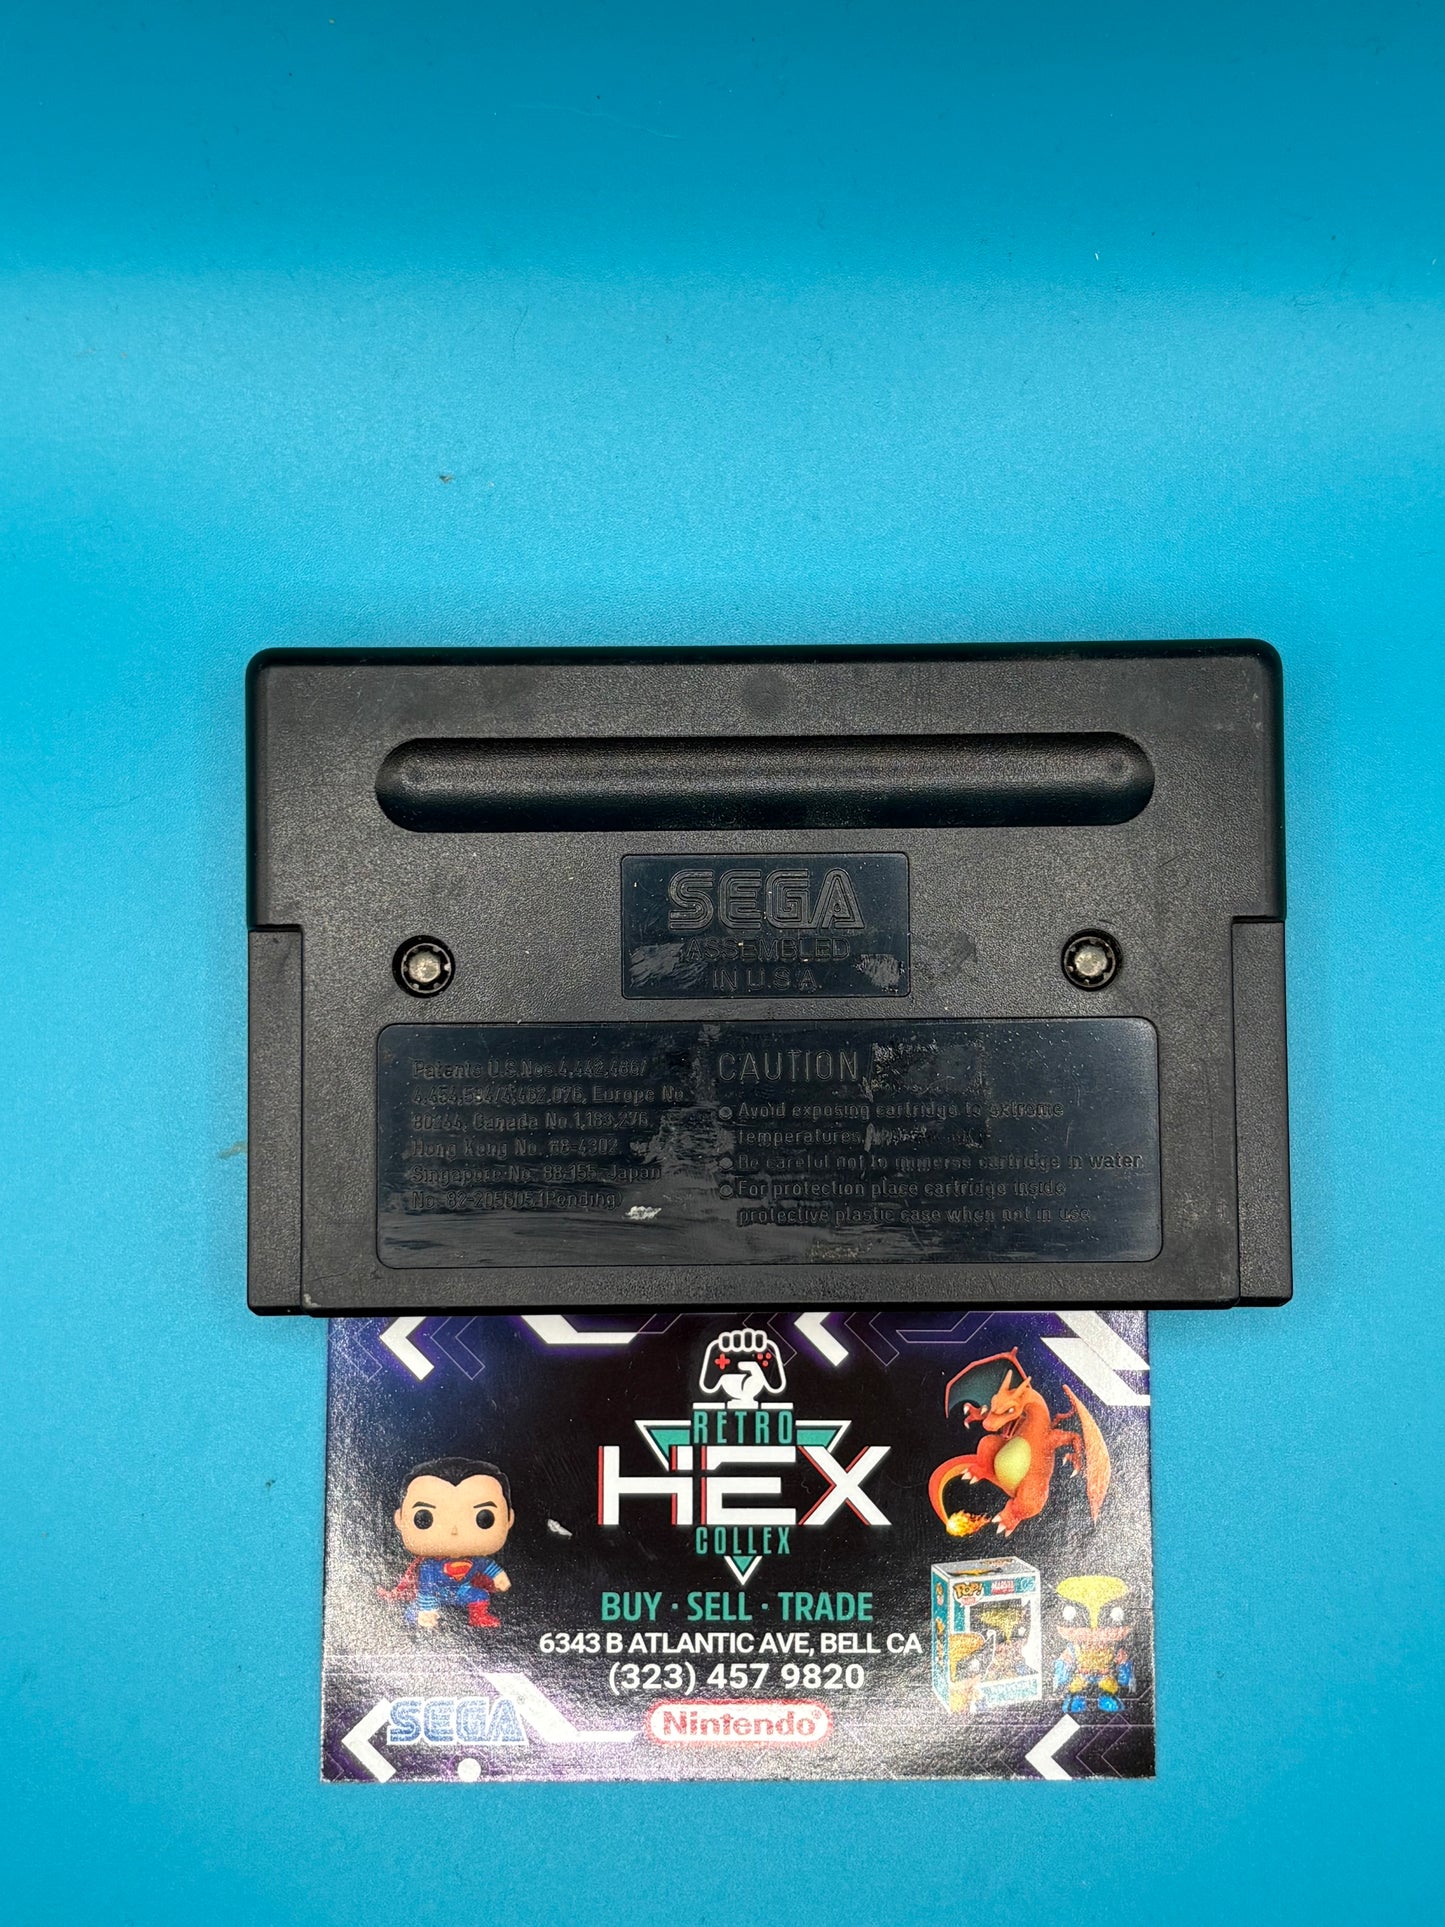 SEGA
ASSEMBLED
IN U.S.A.
Patents U.S.Nos.4,442,486/
4,454,594/4,462,076, Europe No.
80244, Canada No.1,183,276,
Hong Kong No. 88-4302,
Singapore No. 88-155, Japan
No. 82-205605(Pending)
CAUTION
Avoid exposing cartridge to extreme
temperatures.
Be careful not to immerse cartridge in water.
For protection place cartridge inside
protective plastic case when not in use.
RETRO
HEX
COLLEX
BUY · SELL · TRADE
6343 B ATLANTIC AVE, BELL CA
(323) 457 9820
POP!
MARVEL
05
SEGA
Nintendo®